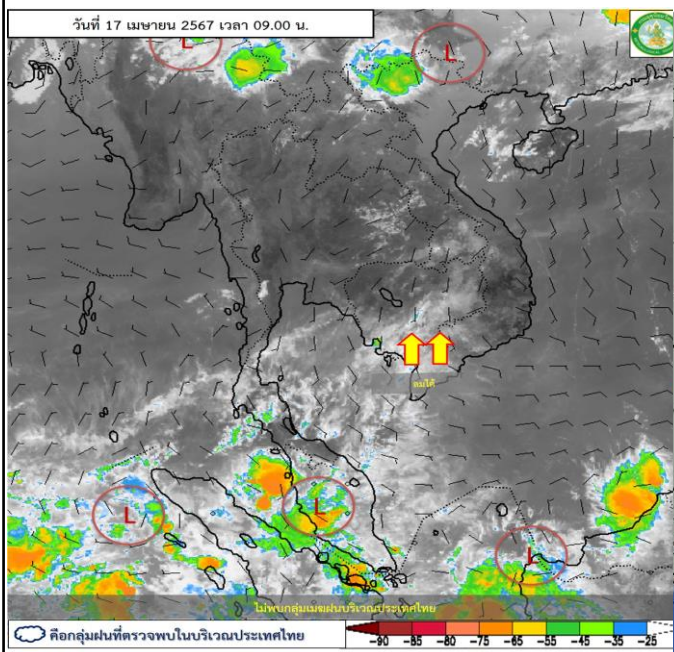 วันที่ 17 เมษายน 2567 เวลา 09.00 น.
L
L
ลมใต้
L
L
L
ไม่พบกลุ่มเมฆฝนบริเวณประเทศไทย
คือกลุ่มฝนที่ตรวจพบในบริเวณประเทศไทย
-90 -85 -80 -75 -65 -55 -45 -35 -25